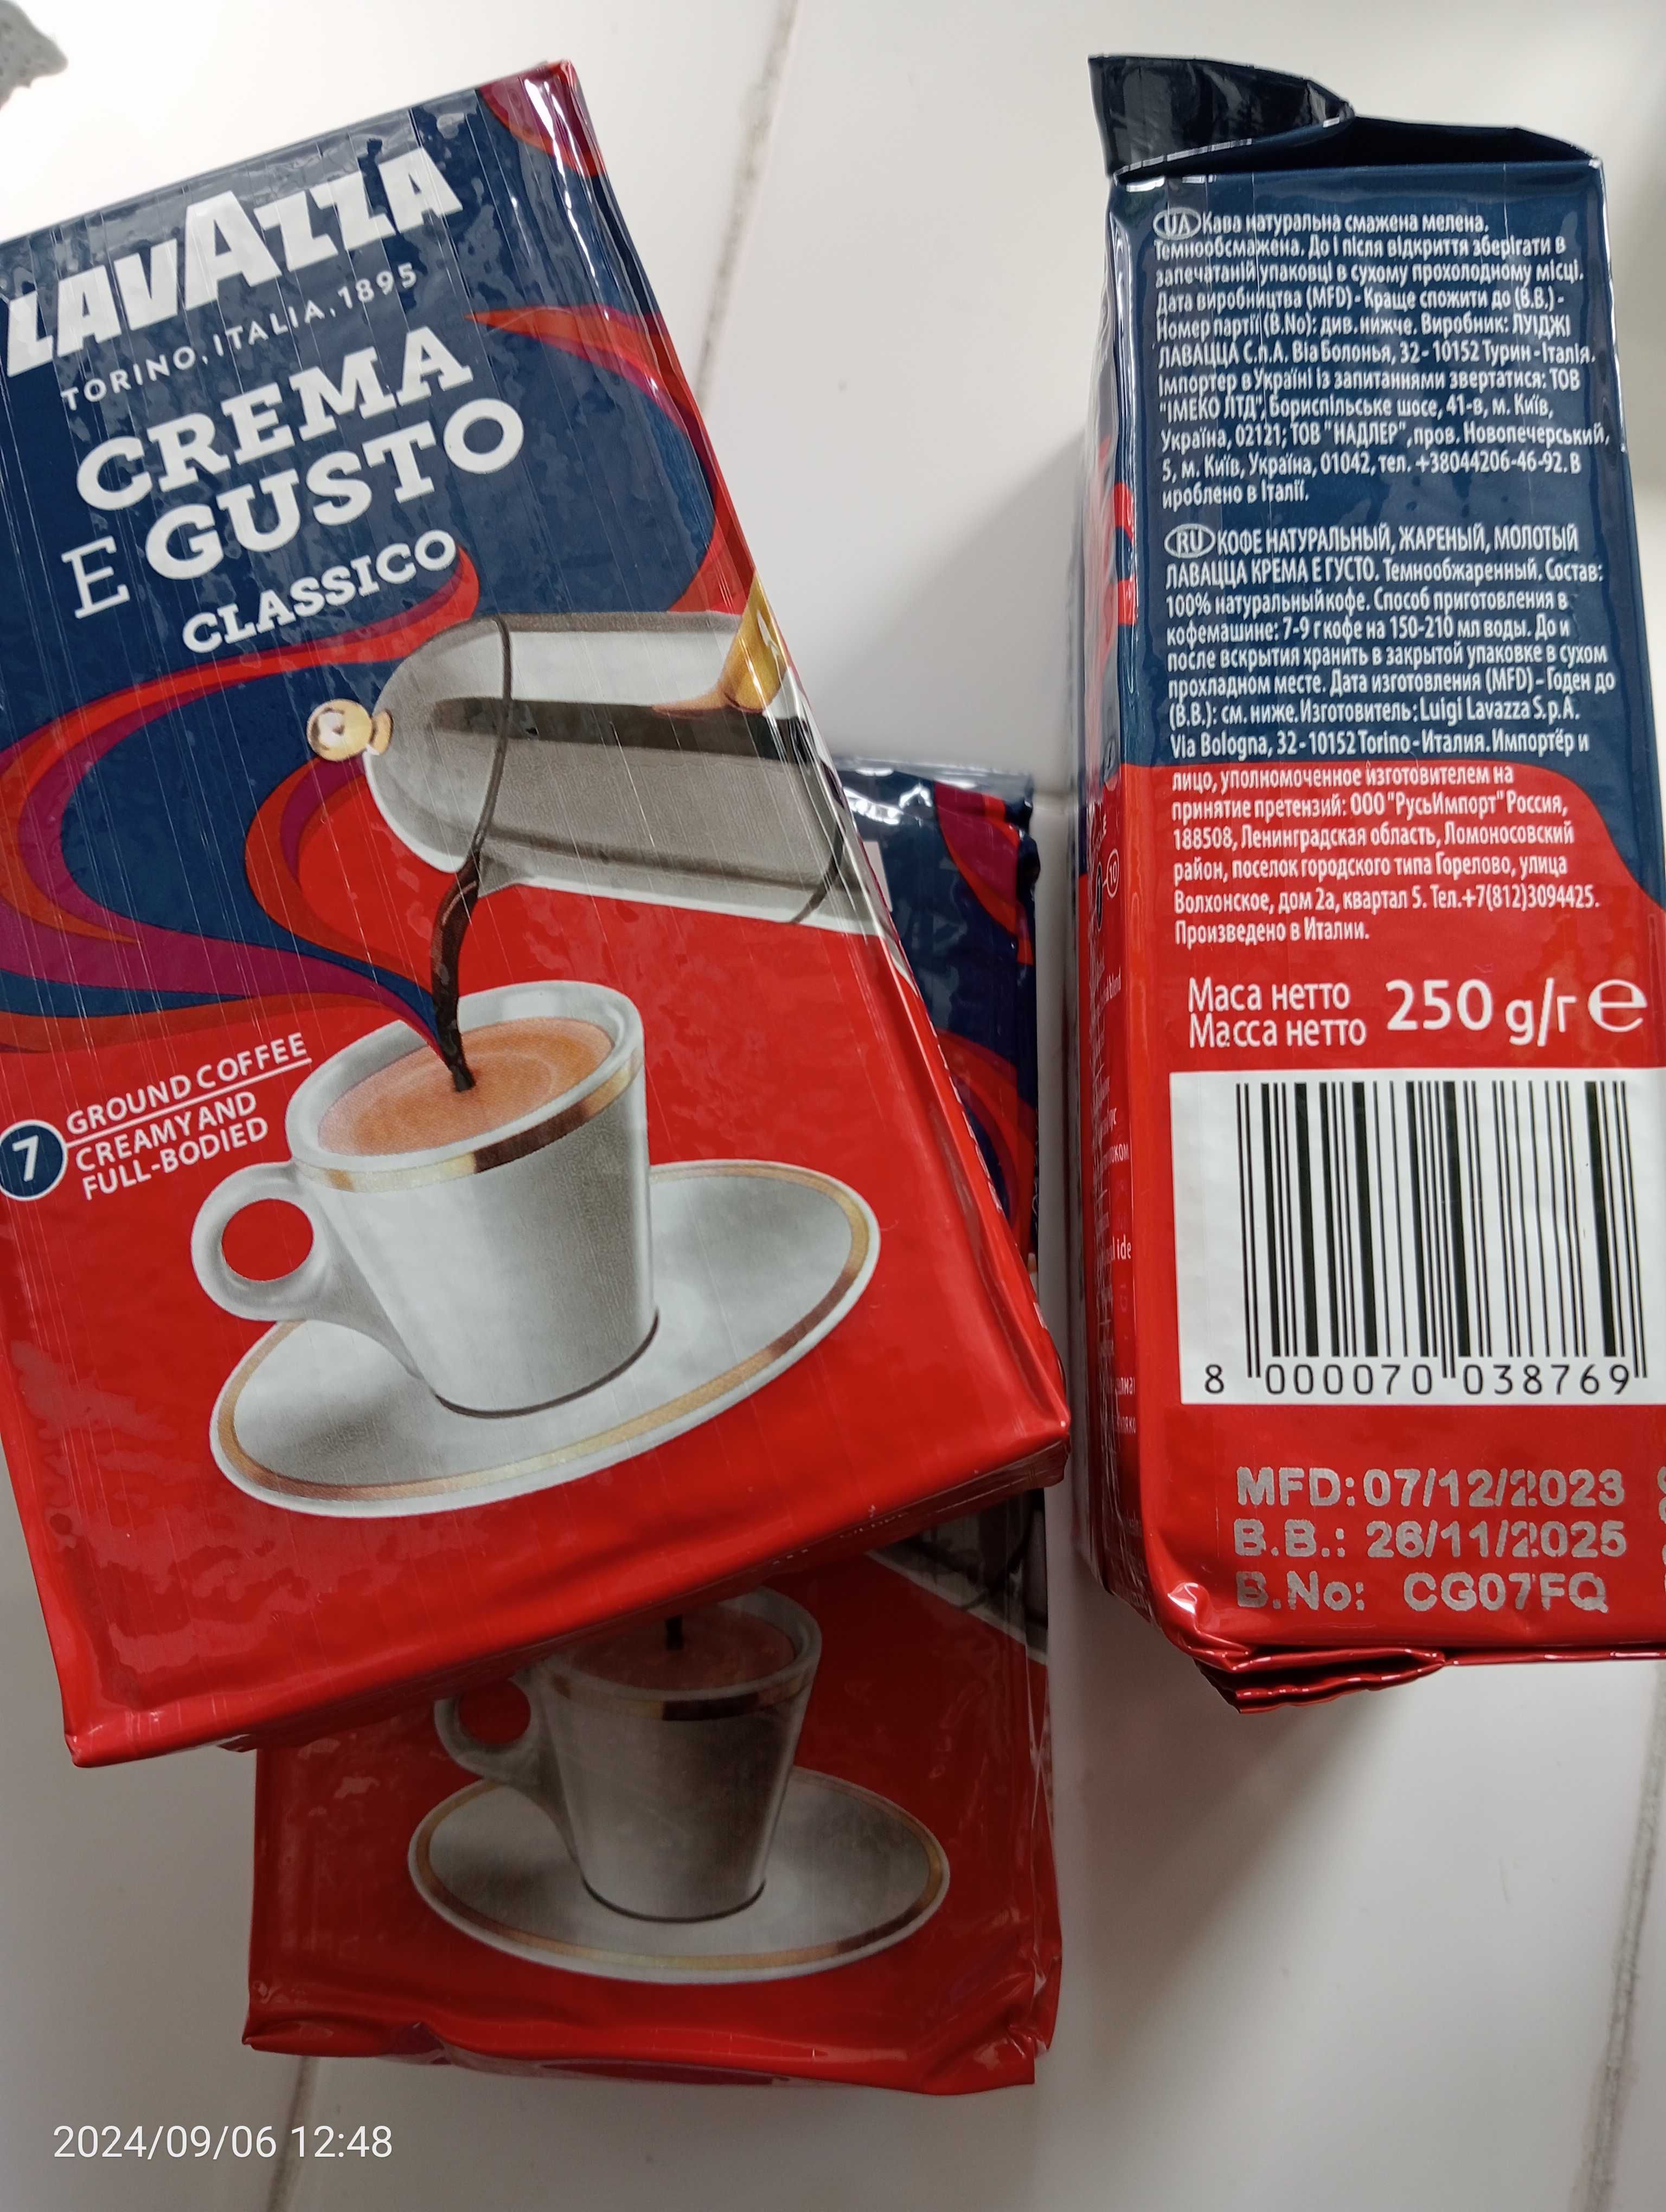 LAVAZZA
TORINO, ITALIA, 1895
CREMA
E GUSTO
CLASSICO
7
GROUND COFFEE
CREAMY AND
FULL-BODIED
UA Кава натуральна смажена мелена.
Темнообсмажена. До і після відкриття зберігати в
запечатаній упаковці в сухому прохолодному місці.
Дата виробництва (MFD) - Краще спожити до (B.B.) -
Номер партії (B.No): див. нижче. Виробник: ЛУІДЖІ
ЛАВАЦЦА С.п.А. Віа Болонья, 32 - 10152 Турин - Італія.
Імпортер в Україні із запитаннями звертатися: ТОВ
"ІМЕКО ЛТД", Бориспільське шосе, 41-в, м. Київ,
Україна, 02121; ТОВ "НАДЛЕР", пров. Новопечерський,
5, м. Київ, Україна, 01042, тел. +38044206-46-92. В
ироблено в Італії.
RU КОФЕ НАТУРАЛЬНЫЙ, ЖАРЕНЫЙ, МОЛОТЫЙ
ЛАВАЦЦА КРЕМА Е ГУСТО. Темнообжаренный. Состав:
100% натуральный кофе. Способ приготовления в
кофемашине: 7-9 г кофе на 150-210 мл воды. До и
после вскрытия хранить в закрытой упаковке в сухом
прохладном месте. Дата изготовления (MFD) – Годен до
(B.B.): см. ниже. Изготовитель: Luigi Lavazza S.p.A.
Via Bologna, 32 - 10152 Torino - Италия. Импортёр и
лицо, уполномоченное изготовителем на
принятие претензий: ООО "РусьИмпорт" Россия,
188508, Ленинградская область, Ломоносовский
район, поселок городского типа Горелово, улица
Волхонское, дом 2а, квартал 5. Тел.+7(812)3094425.
Произведено в Италии.
Маса нетто
Масса нетто 250 g/г e
8 000070 038769
MFD: 07/12/2023
B.B.: 26/11/2025
B.No: CG07FQ
2024/09/06 12:48